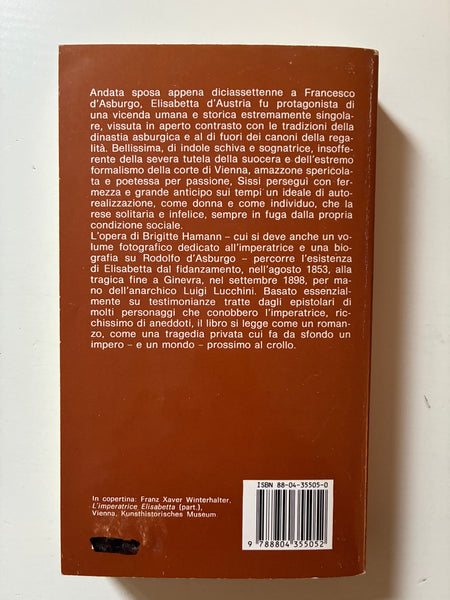 Andata sposa appena diciassettenne a Francesco
d'Asburgo, Elisabetta d'Austria fu protagonista di
una vicenda umana e storica estremamente singola-
re, vissuta in aperto contrasto con le tradizioni della
dinastia asburgica e al di fuori dei canoni della rega-
lità. Bellissima, di indole schiva e sognatrice, insoffe-
rente della severa tutela della suocera e dell'estremo
formalismo della corte di Vienna, amazzone spericola-
ta e poetessa per passione, Sissi perseguì con fer-
mezza e grande anticipo sui tempi un ideale di auto-
realizzazione, come donna e come individuo, che la
rese solitaria e infelice, sempre in fuga dalla propria
condizione sociale.
L'opera di Brigitte Hamann – cui si deve anche un vo-
lume fotografico dedicato all'imperatrice e una bio-
grafia su Rodolfo d'Asburgo – percorre l'esistenza
di Elisabetta dal fidanzamento, nell'agosto 1853, alla
tragica fine a Ginevra, nel settembre 1898, per ma-
no dell'anarchico Luigi Lucchini. Basato essenzial-
mente su testimonianze tratte dagli epistolari di
molti personaggi che conobbero l'imperatrice, ric-
chissimo di aneddoti, il libro si legge come un roman-
zo, come una tragedia privata cui fa da sfondo un
impero – e un mondo – prossimo al crollo.
ISBN 88-04-35505-0
In copertina: Franz Xaver Winterhalter,
L'imperatrice Elisabetta (part.),
Vienna, Kunsthistorisches Museum.
9 788804 355052